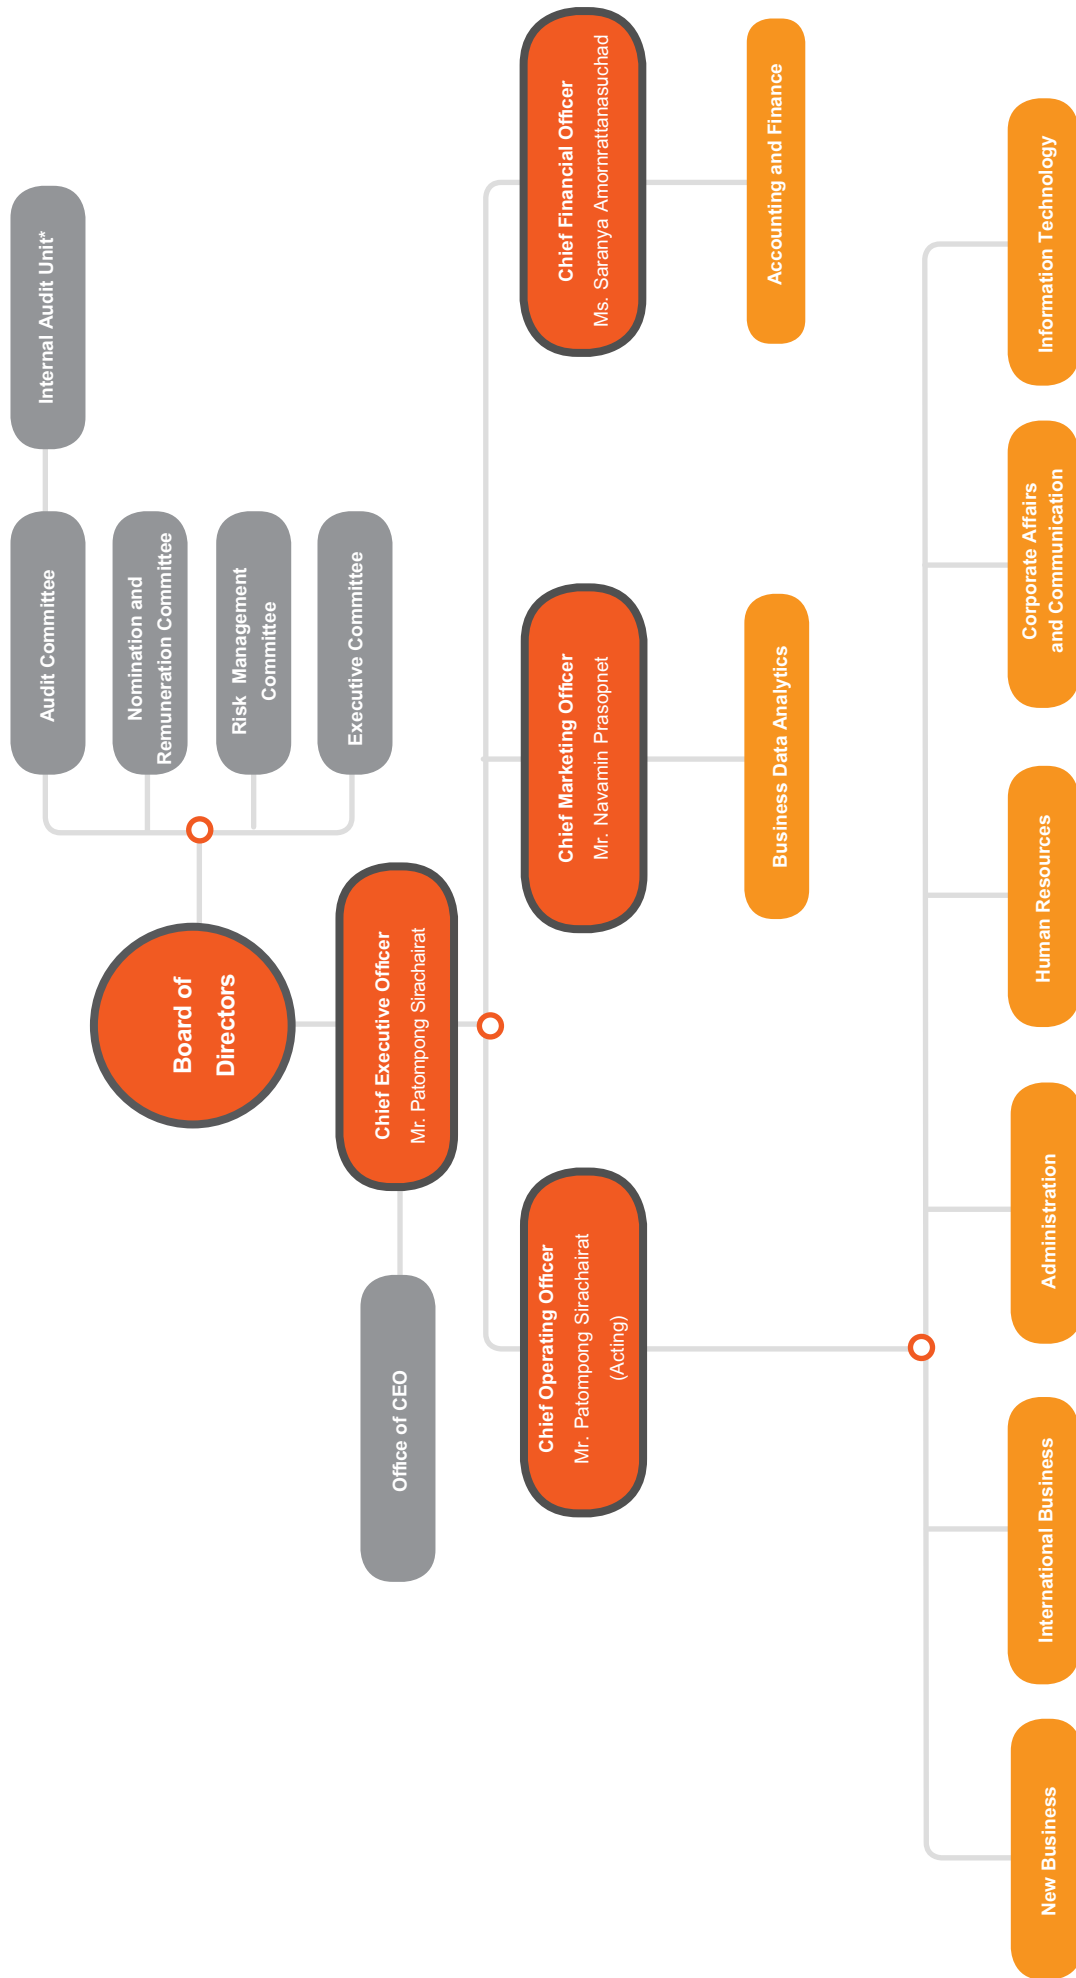 Board of
Directors
Audit Committee
Internal Audit Unit*
Nomination and
Remuneration Committee
Risk Management
Committee
Executive Committee
Chief Executive Officer
Mr. Patompong Sirachairat
Office of CEO
Chief Operating Officer
Mr. Patompong Sirachairat
(Acting)
Chief Marketing Officer
Mr. Navamin Prasopnet
Chief Financial Officer
Ms. Saranya Amornrattanasuchad
Business Data Analytics
Accounting and Finance
New Business
International Business
Administration
Human Resources
Corporate Affairs
and Communication
Information Technology